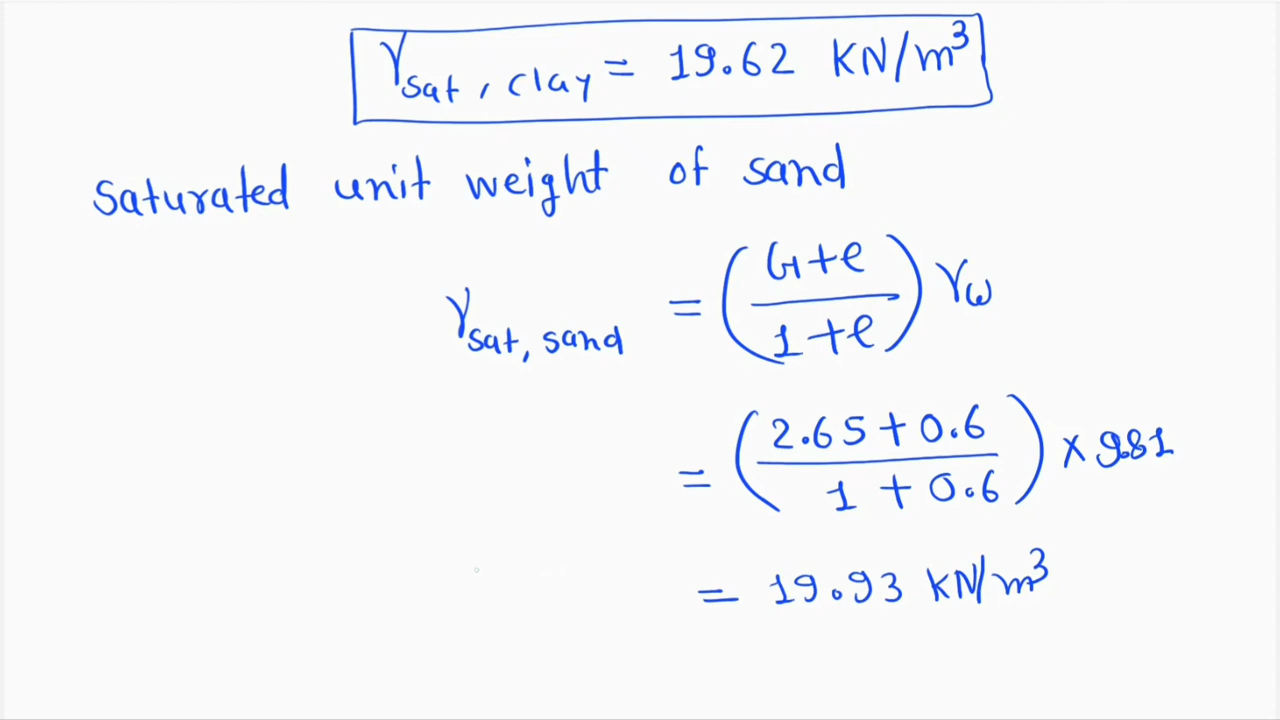 γsat, clay = 19.62 KN/m³
Saturated unit weight of sand
γsat, sand = (G+e / 1+e) γω
= (2.65+0.6 / 1+0.6) × 9.81
= 19.93 KN/m³